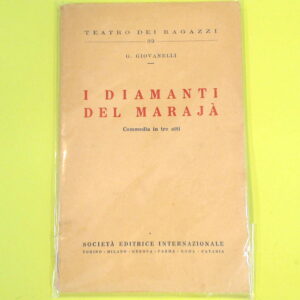 TEATRO DEI RAGAZZI
G. GIOVANELLI
I DIAMANTI
DEL MARAJÀ
Commedia in tre atti
SOCIETÀ EDITRICE INTERNAZIONALE
TORINO - MILANO - GENOVA - PARMA - ROMA - CATANIA